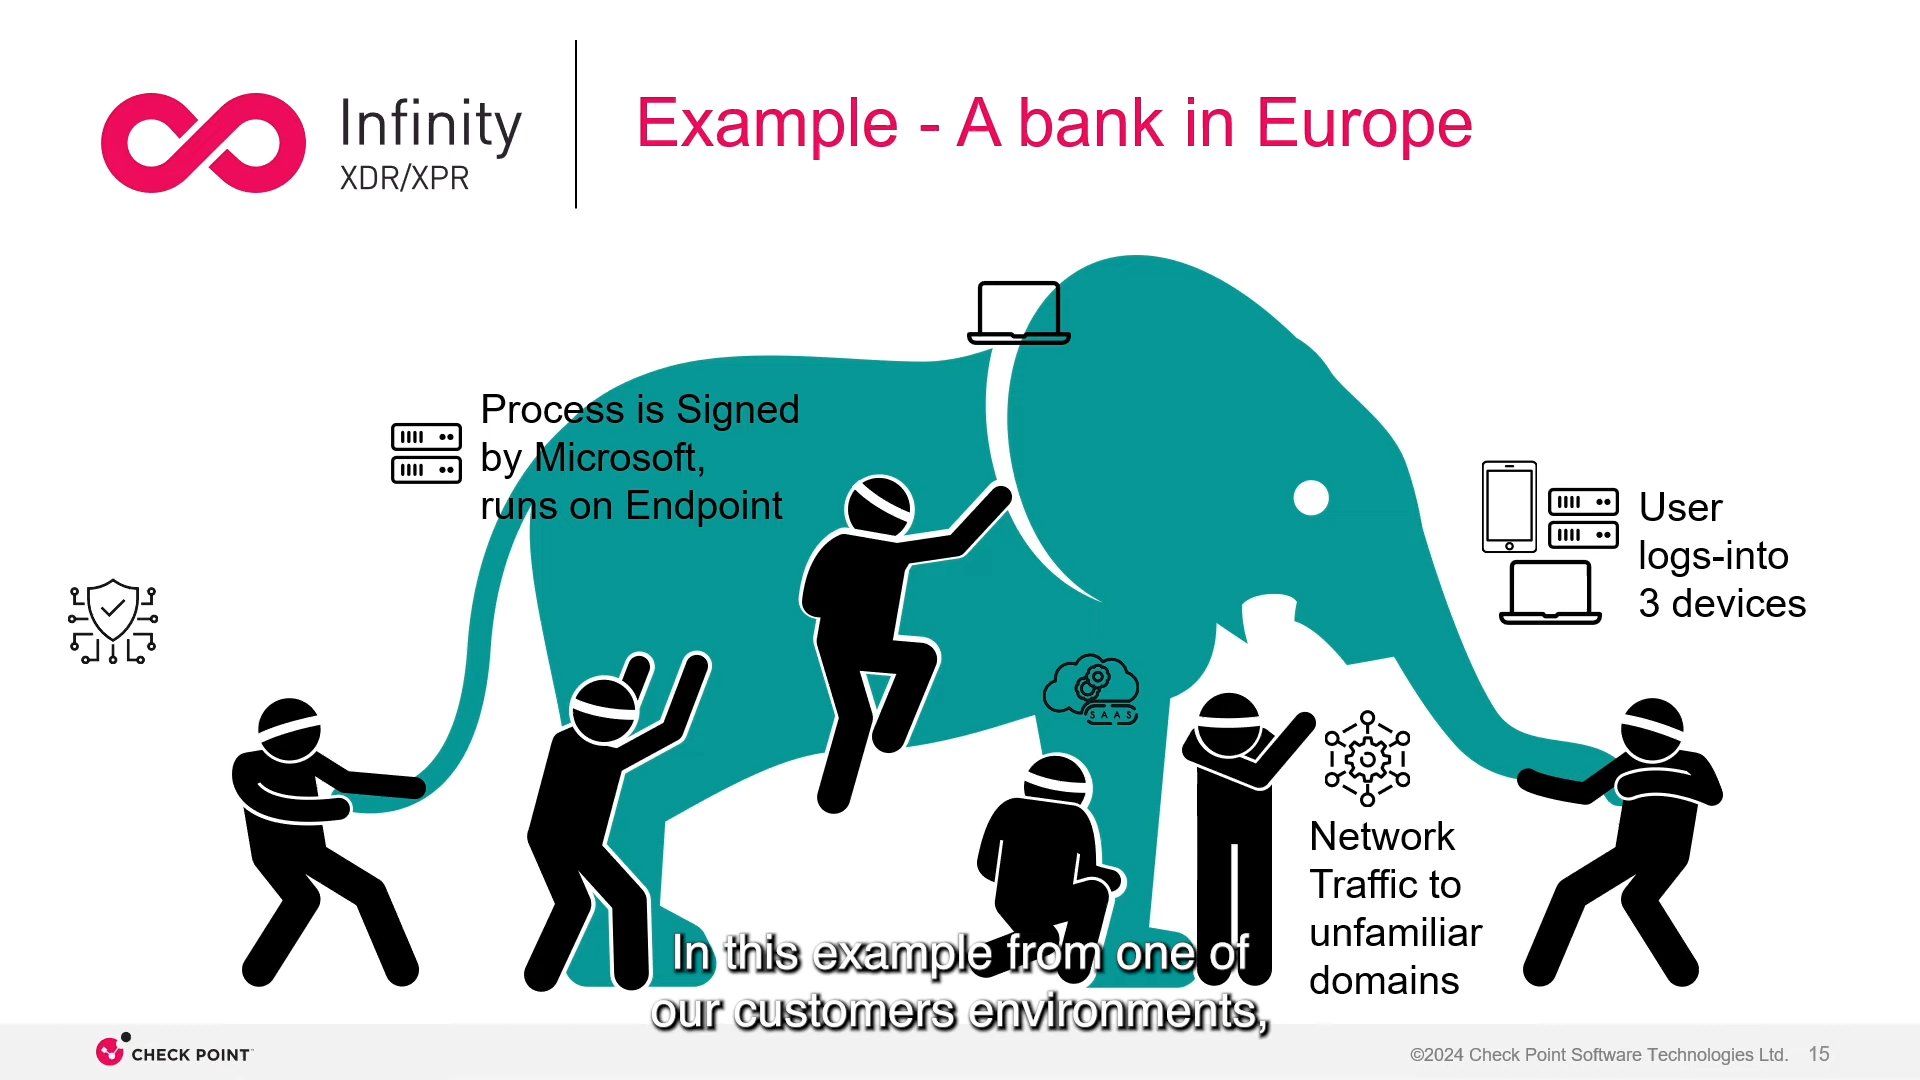 Infinity
XDR/XPR
Example - A bank in Europe
Process is Signed
by Microsoft,
runs on Endpoint
User
logs-into
3 devices
SAAS
Network
Traffic to
unfamiliar
domains
In this example from one of
our customers environments,
CHECK POINT
©2024 Check Point Software Technologies Ltd. 15